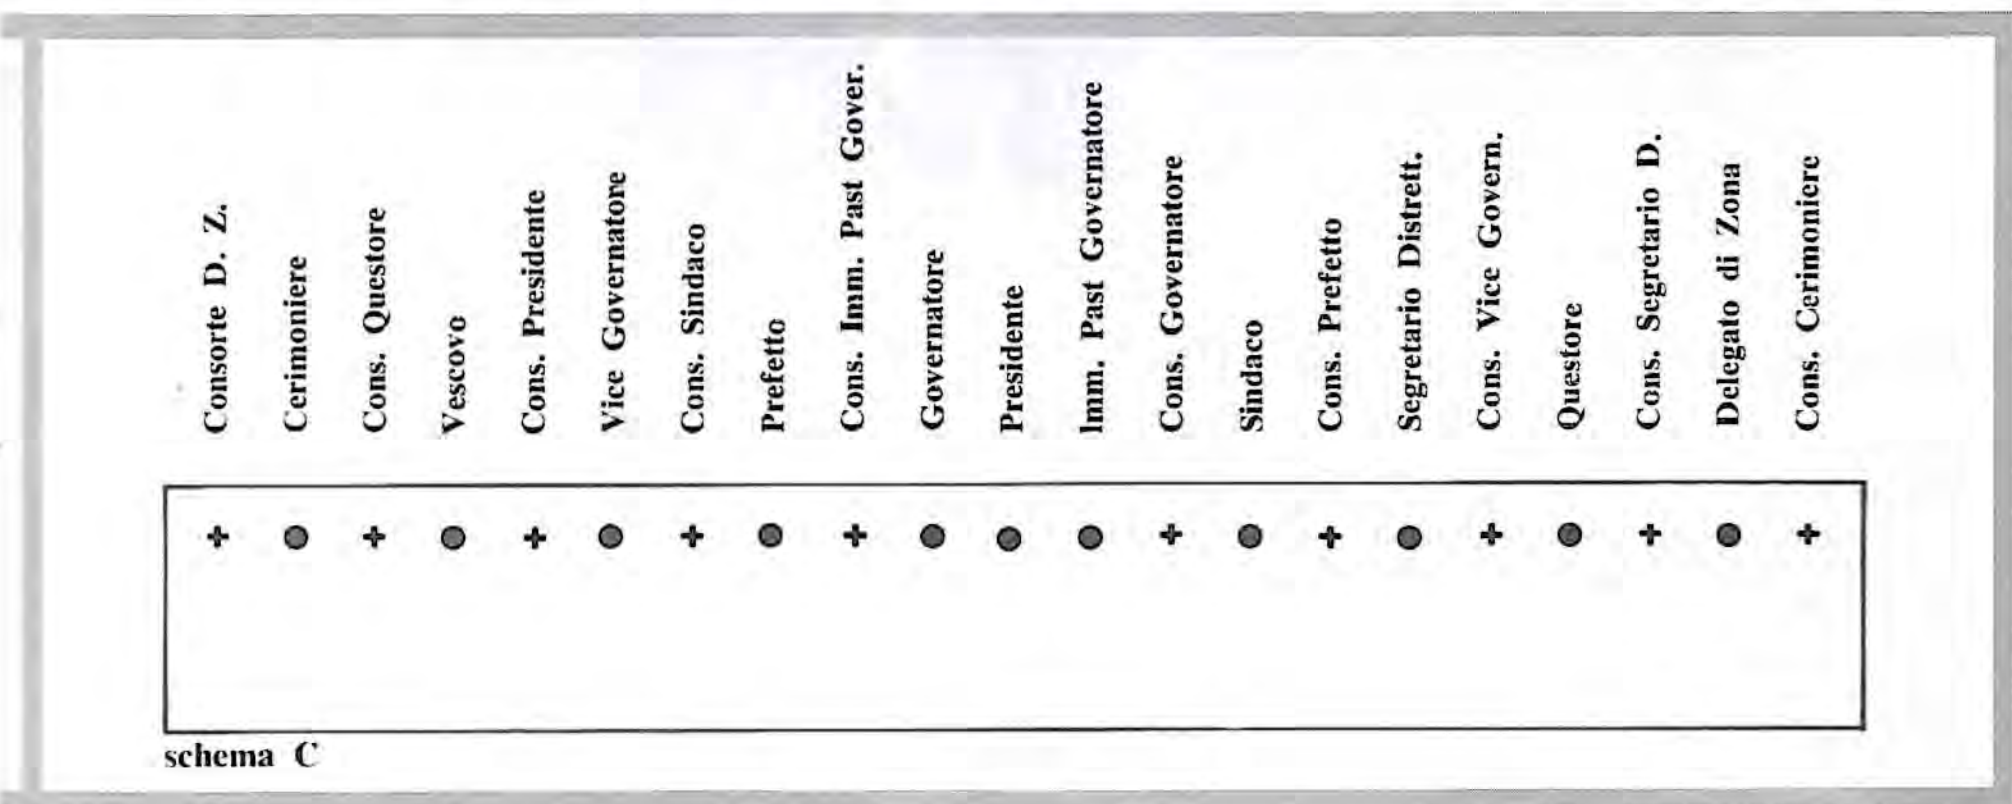 Consorte D. Z.
Cerimoniere
Cons. Questore
Vescovo
Cons. Presidente
Vice Governatore
Cons. Sindaco
Prefetto
Cons. Imm. Past Gover.
Governatore
Presidente
Imm. Past Governatore
Cons. Governatore
Sindaco
Cons. Prefetto
Segretario Distrett.
Cons. Vice Govern.
Questore
Cons. Segretario D.
Delegato di Zona
Cons. Cerimoniere
schema C